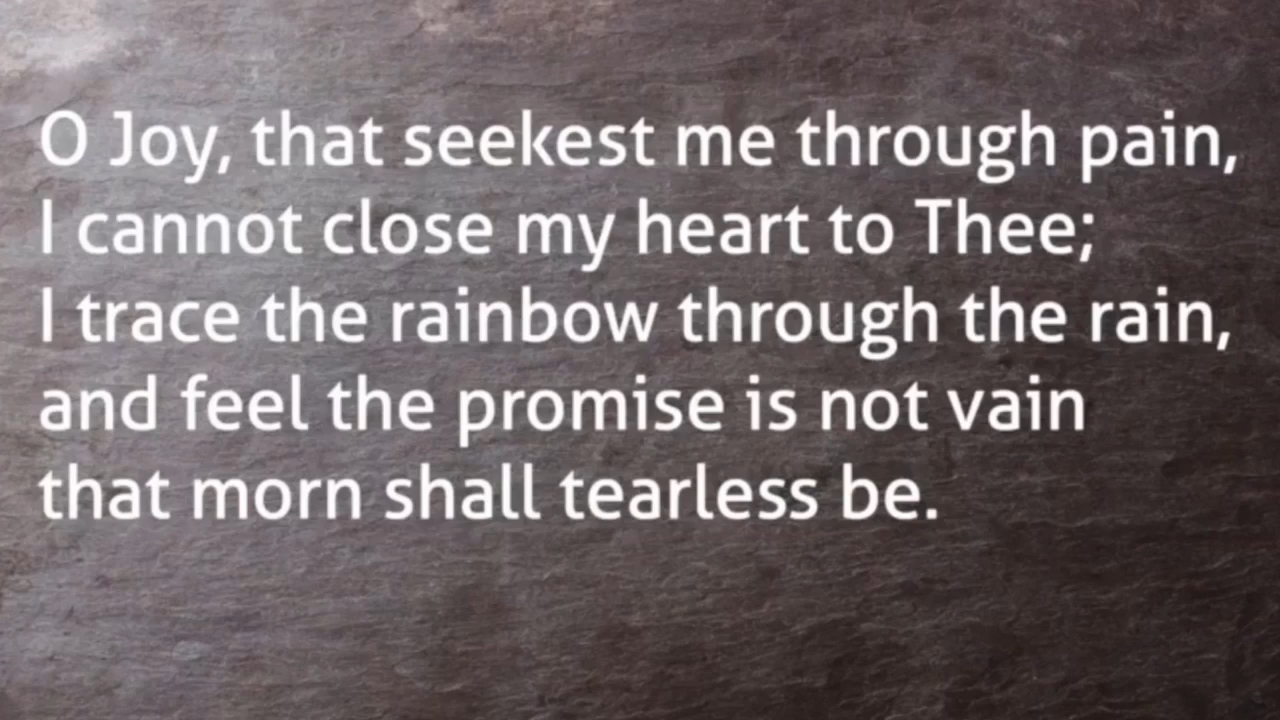 O Joy, that seekest me through pain,
I cannot close my heart to Thee;
I trace the rainbow through the rain,
and feel the promise is not vain
that morn shall tearless be.